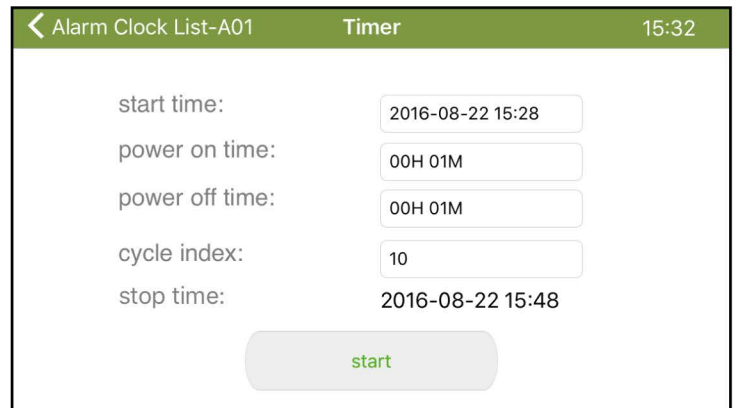 Alarm Clock List-A01 Timer 15:32
start time: 2016-08-22 15:28
power on time: 00H 01M
power off time: 00H 01M
cycle index: 10
stop time: 2016-08-22 15:48
start